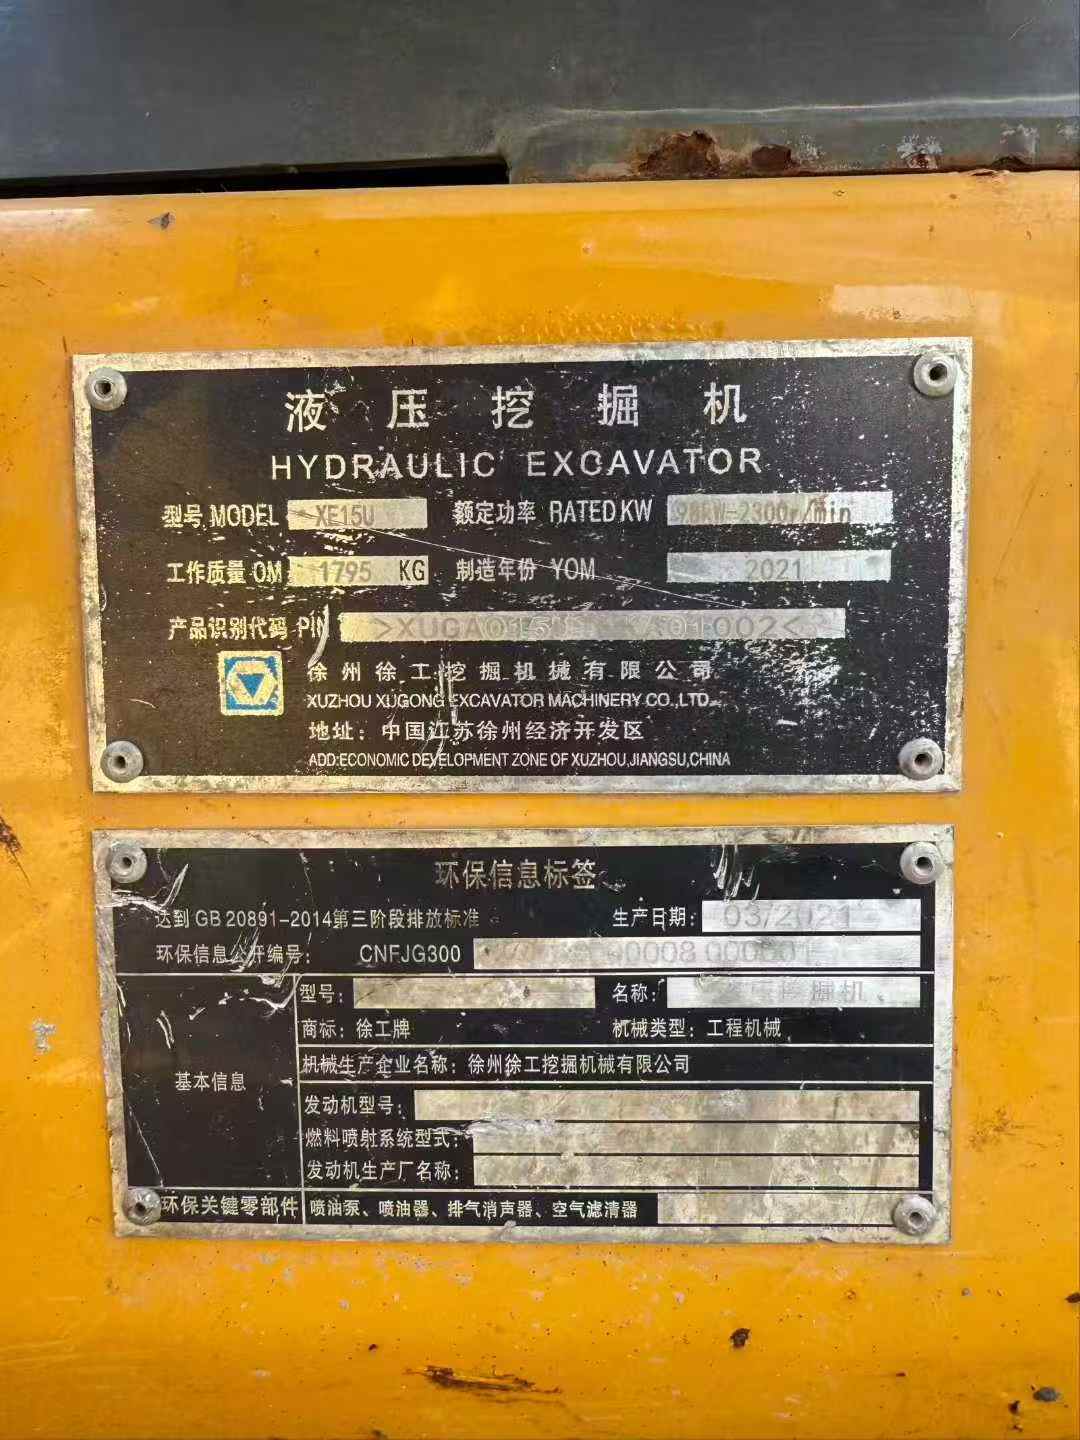 液压挖掘机
HYDRAULIC EXCAVATOR
型号 MODEL XE15U 额定功率 RATED KW -2300r/min
工作质量 OM 1795 KG 制造年份 YOM 2021
产品识别代码 PIN
徐州徐工挖掘机械有限公司
XUZHOU XUGONG EXCAVATOR MACHINERY CO.,LTD.
地址：中国江苏徐州经济开发区
ADD:ECONOMIC DEVELOPMENT ZONE OF XUZHOU,JIANGSU,CHINA
环保信息标签
达到 GB 20891-2014第三阶段排放标准 生产日期: 03/2021
环保信息公开编号: CNFJG300
型号: 名称: 挖掘机
商标: 徐工牌 机械类型: 工程机械
机械生产企业名称: 徐州徐工挖掘机械有限公司
基本信息
发动机型号:
燃料喷射系统型式:
发动机生产厂名称:
环保关键零部件 喷油泵、喷油器、排气消声器、空气滤清器